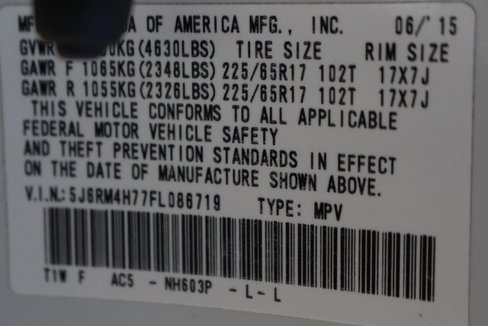 MF A OF AMERICA MFG., INC. 06/15
GVWR 0KG(4630LBS) TIRE SIZE RIM SIZE
GAWR F 1065KG(2348LBS) 225/65R17 102T 17X7J
GAWR R 1055KG(2326LBS) 225/65R17 102T 17X7J
THIS VEHICLE CONFORMS TO ALL APPLICABLE
FEDERAL MOTOR VEHICLE SAFETY
AND THEFT PREVENTION STANDARDS IN EFFECT
ON THE DATE OF MANUFACTURE SHOWN ABOVE.
V.I.N.:5J6RM4H77FL086719 TYPE: MPV
T1W F AC5 - NH603P - L- L